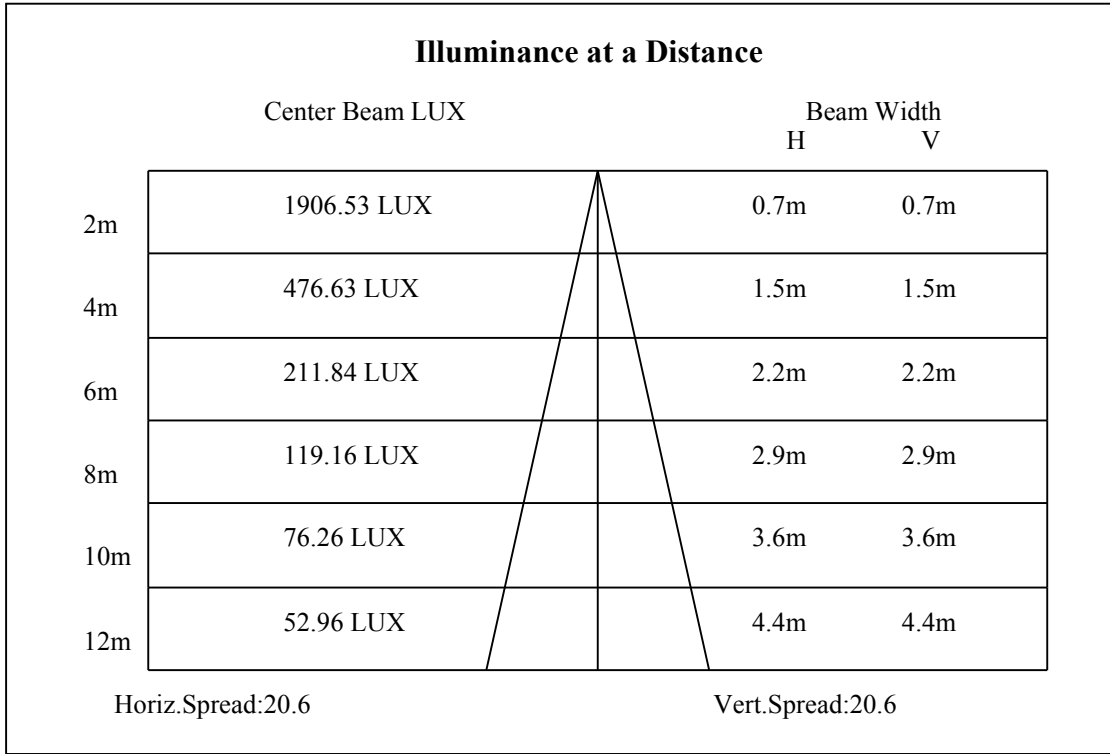 Illuminance at a Distance
Center Beam LUX Beam Width
H V
2m 1906.53 LUX 0.7m 0.7m
4m 476.63 LUX 1.5m 1.5m
6m 211.84 LUX 2.2m 2.2m
8m 119.16 LUX 2.9m 2.9m
10m 76.26 LUX 3.6m 3.6m
12m 52.96 LUX 4.4m 4.4m
Horiz.Spread:20.6 Vert.Spread:20.6